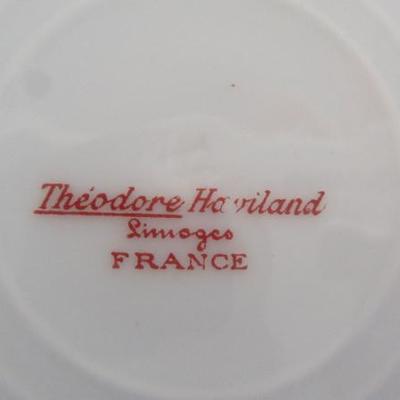 Théodore Haviland
Limoges
FRANCE